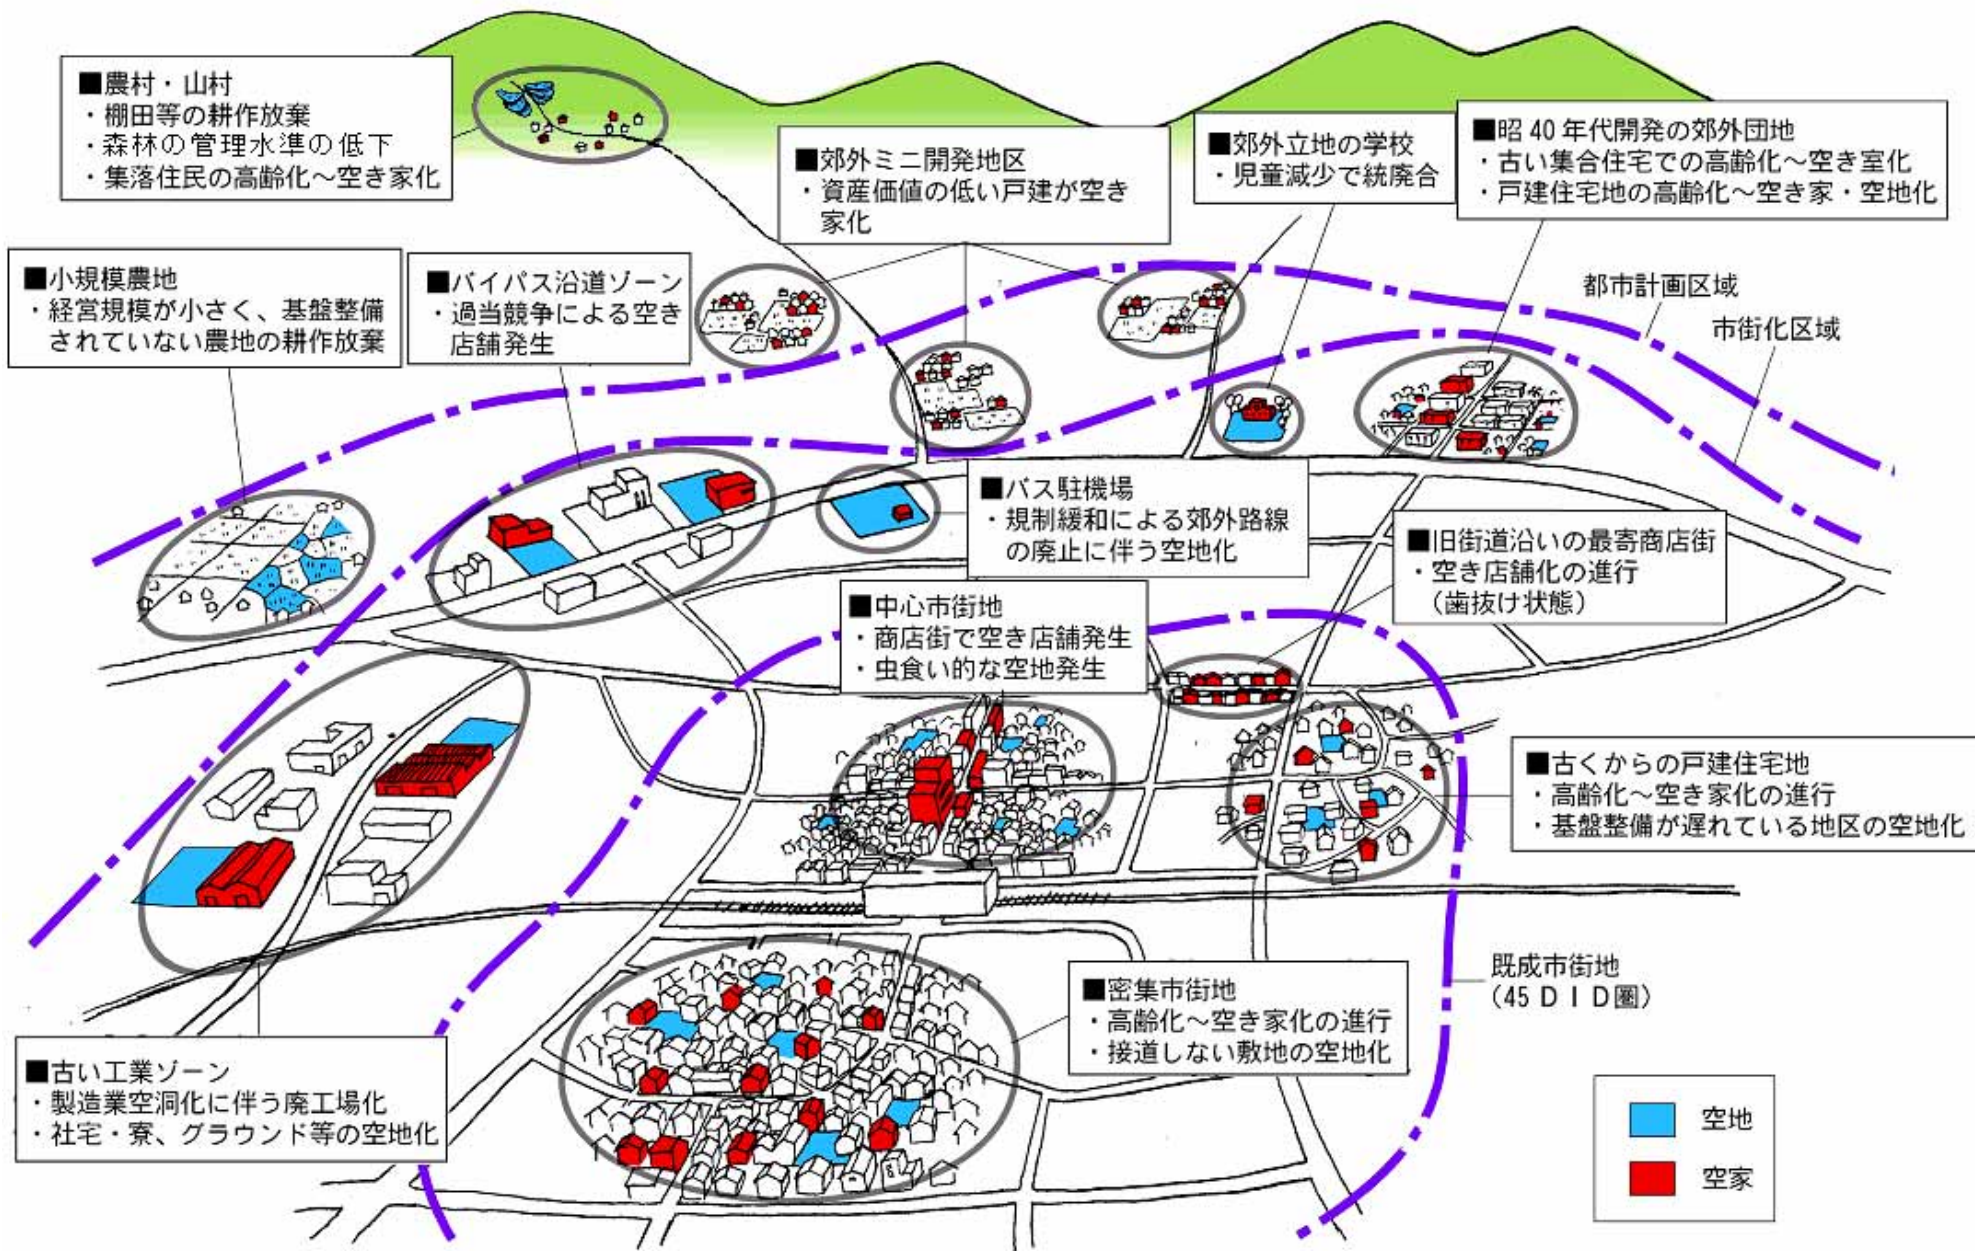 ■農村・山村
・棚田等の耕作放棄
・森林の管理水準の低下
・集落住民の高齢化～空き家化
■郊外ミニ開発地区
・資産価値の低い戸建が空き
家化
■郊外立地の学校
・児童減少で統廃合
■昭40年代開発の郊外団地
・古い集合住宅での高齢化～空き室化
・戸建住宅地の高齢化～空き家・空地化
■小規模農地
・経営規模が小さく、基盤整備
されていない農地の耕作放棄
■バイパス沿道ゾーン
・過当競争による空き
店舗発生
都市計画区域
市街化区域
■バス駐機場
・規制緩和による郊外路線
の廃止に伴う空地化
■旧街道沿いの最寄商店街
・空き店舗化の進行
（歯抜け状態）
■中心市街地
・商店街で空き店舗発生
・虫食い的な空地発生
■古くからの戸建住宅地
・高齢化～空き家化の進行
・基盤整備が遅れている地区の空地化
既成市街地
（45ＤＩＤ圏）
■密集市街地
・高齢化～空き家化の進行
・接道しない敷地の空地化
■古い工業ゾーン
・製造業空洞化に伴う廃工場化
・社宅・寮、グラウンド等の空地化
空地
空家